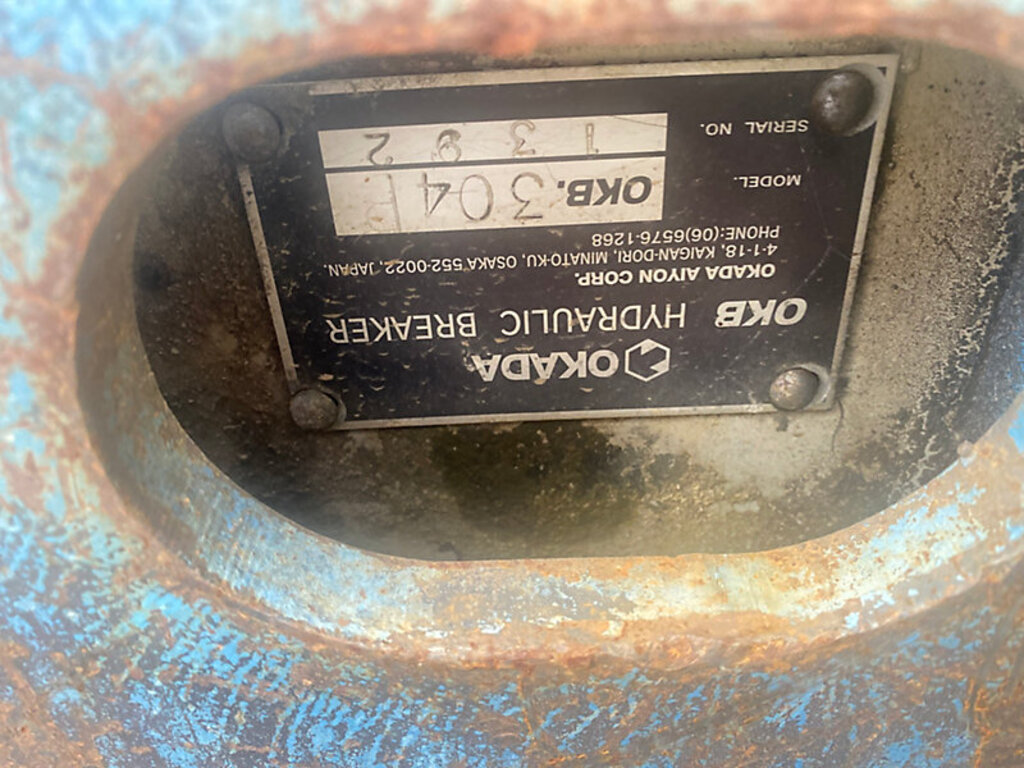 OKADA
OKB HYDRAULIC BREAKER
OKADA AIYON CORP.
4-1-18, KAIGAN-DORI, MINATO-KU, OSAKA 552-0022, JAPAN.
PHONE:(06)6576-1268
MODEL. OKB. 304B
SERIAL NO. 1392